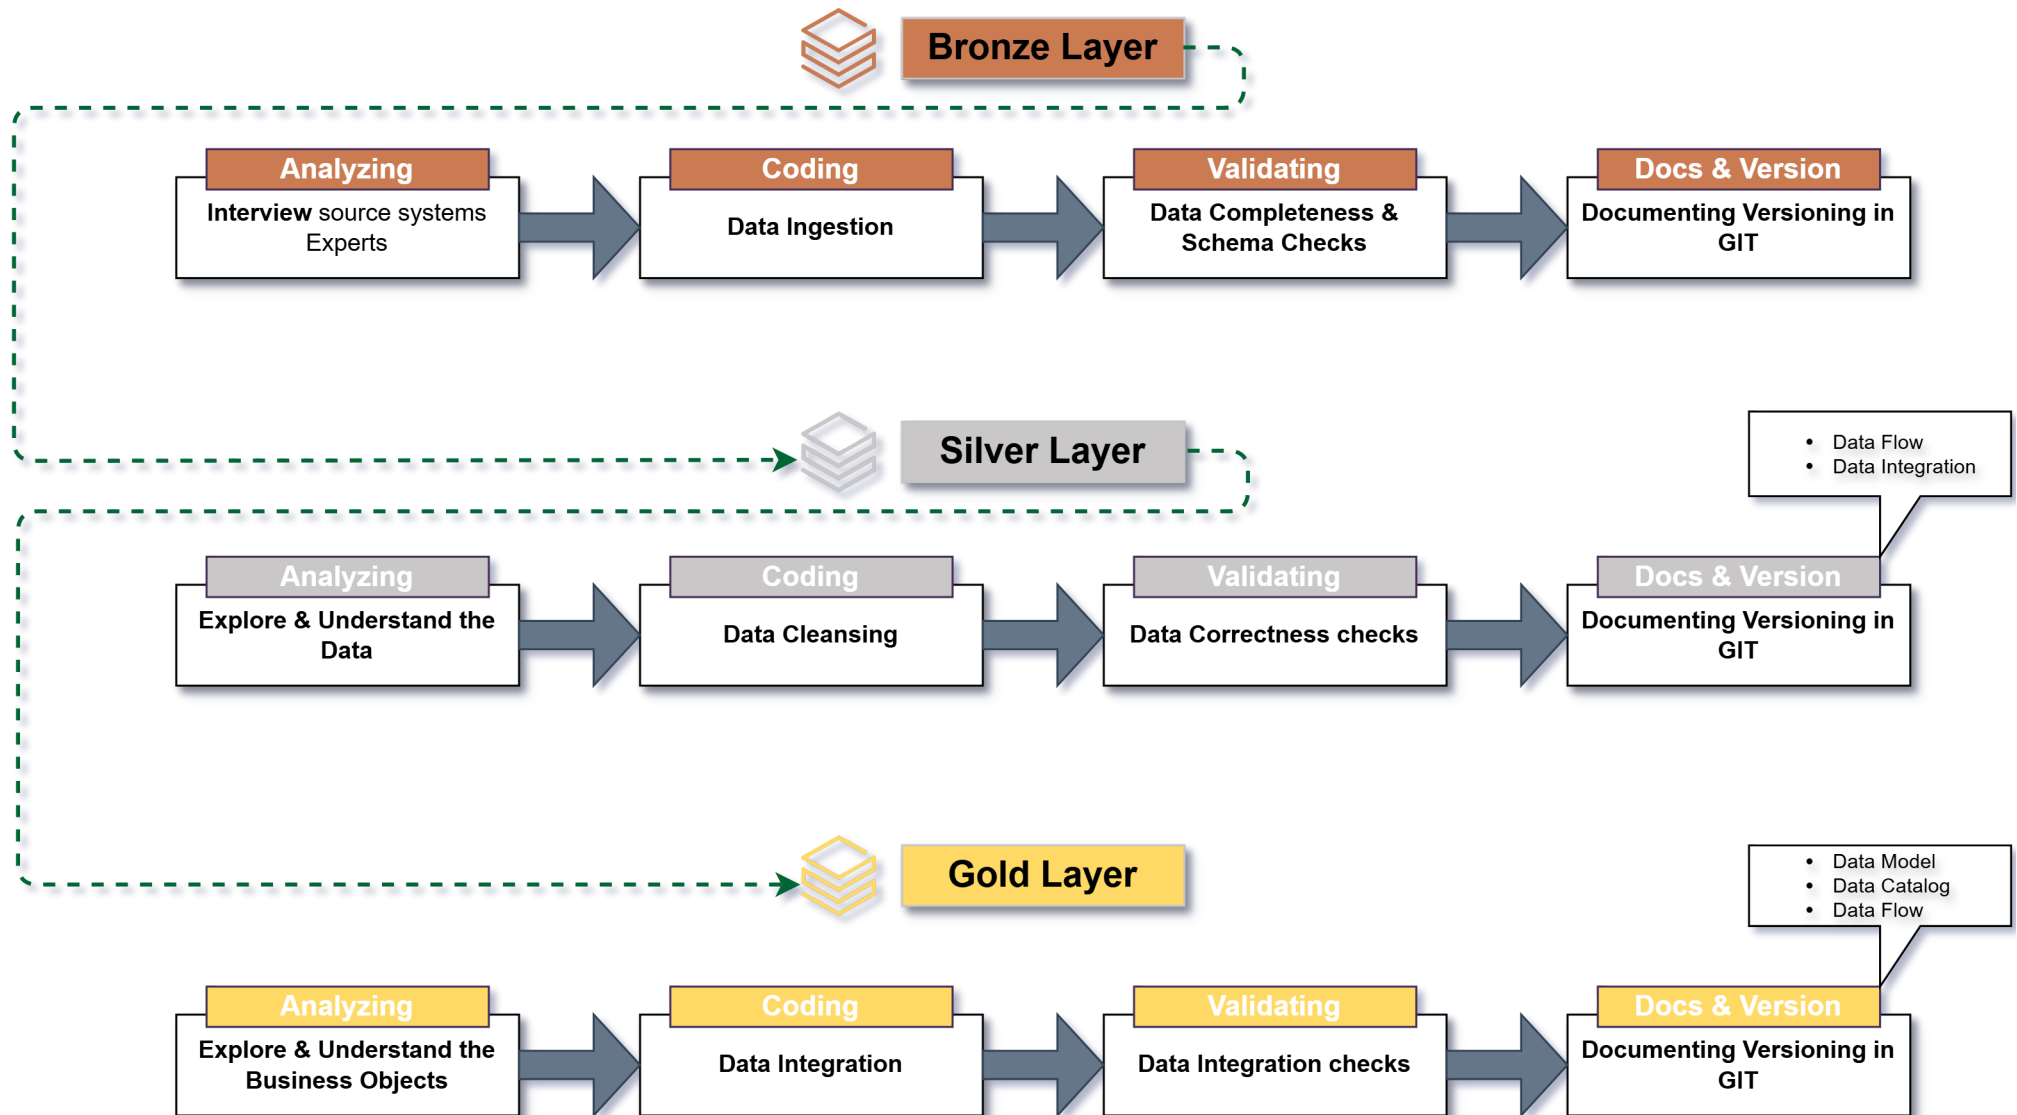 Bronze Layer
Analyzing
Interview source systems
Experts
Coding
Data Ingestion
Validating
Data Completeness &
Schema Checks
Docs & Version
Documenting Versioning in
GIT
Silver Layer
• Data Flow
• Data Integration
Analyzing
Explore & Understand the
Data
Coding
Data Cleansing
Validating
Data Correctness checks
Docs & Version
Documenting Versioning in
GIT
Gold Layer
• Data Model
• Data Catalog
• Data Flow
Analyzing
Explore & Understand the
Business Objects
Coding
Data Integration
Validating
Data Integration checks
Docs & Version
Documenting Versioning in
GIT